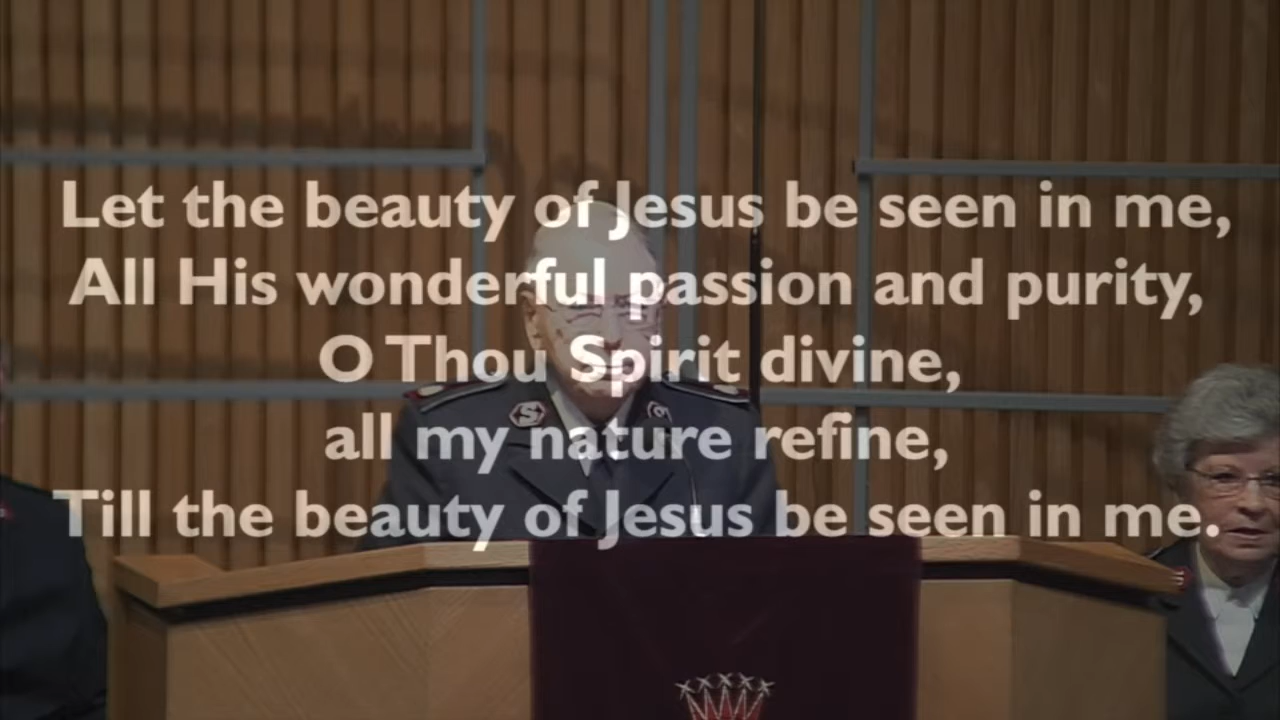 Let the beauty of Jesus be seen in me,
All His wonderful passion and purity,
O Thou Spirit divine,
all my nature refine,
Till the beauty of Jesus be seen in me.
S